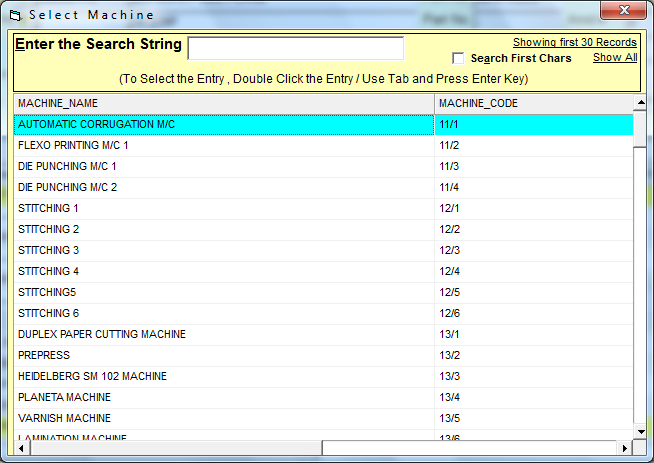 Select Machine
Enter the Search String
Showing first 30 Records
Search First Chars Show All
(To Select the Entry , Double Click the Entry / Use Tab and Press Enter Key)
MACHINE_NAME MACHINE_CODE
AUTOMATIC CORRUGATION M/C 11/1
FLEXO PRINTING M/C 1 11/2
DIE PUNCHING M/C 1 11/3
DIE PUNCHING M/C 2 11/4
STITCHING 1 12/1
STITCHING 2 12/2
STITCHING 3 12/3
STITCHING 4 12/4
STITCHING5 12/5
STITCHING 6 12/6
DUPLEX PAPER CUTTING MACHINE 13/1
PREPRESS 13/2
HEIDELBERG SM 102 MACHINE 13/3
PLANETA MACHINE 13/4
VARNISH MACHINE 13/5
LAMINATION MACHINE 13/6